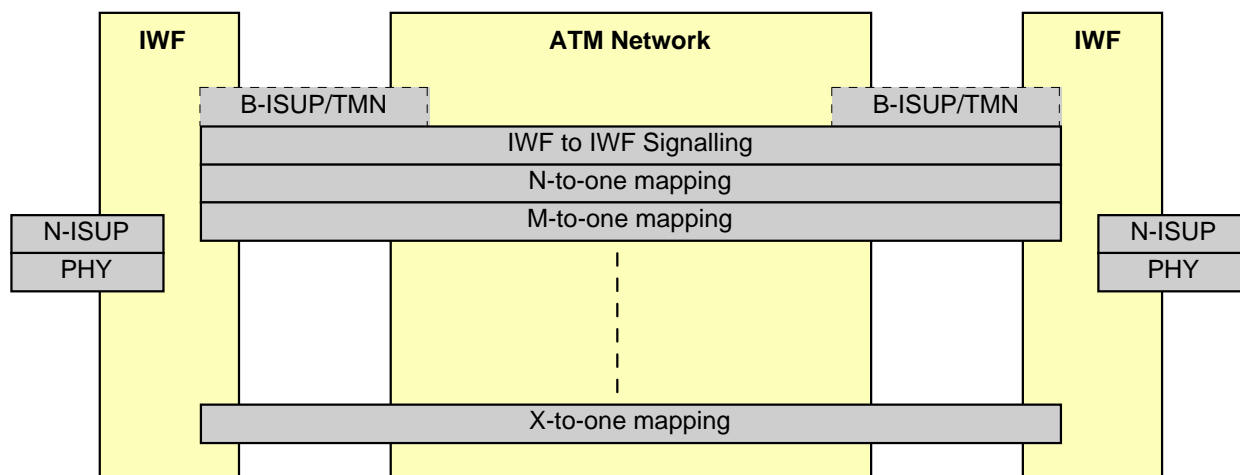 IWF
ATM Network
IWF
B-ISUP/TMN
B-ISUP/TMN
IWF to IWF Signalling
N-to-one mapping
M-to-one mapping
N-ISUP
N-ISUP
PHY
PHY
X-to-one mapping